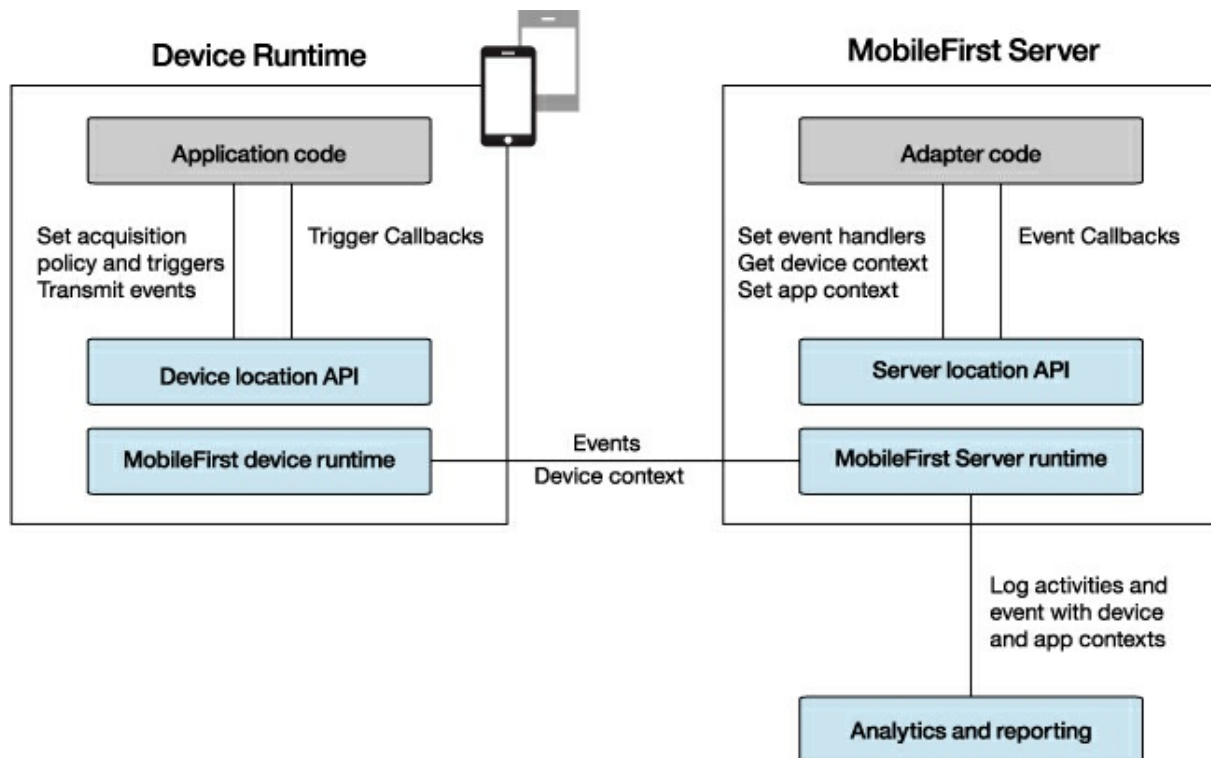 Device Runtime
MobileFirst Server
Application code
Set acquisition
policy and triggers
Transmit events
Trigger Callbacks
Device location API
MobileFirst device runtime
Events
Device context
Adapter code
Set event handlers
Get device context
Set app context
Event Callbacks
Server location API
MobileFirst Server runtime
Log activities and
event with device
and app contexts
Analytics and reporting